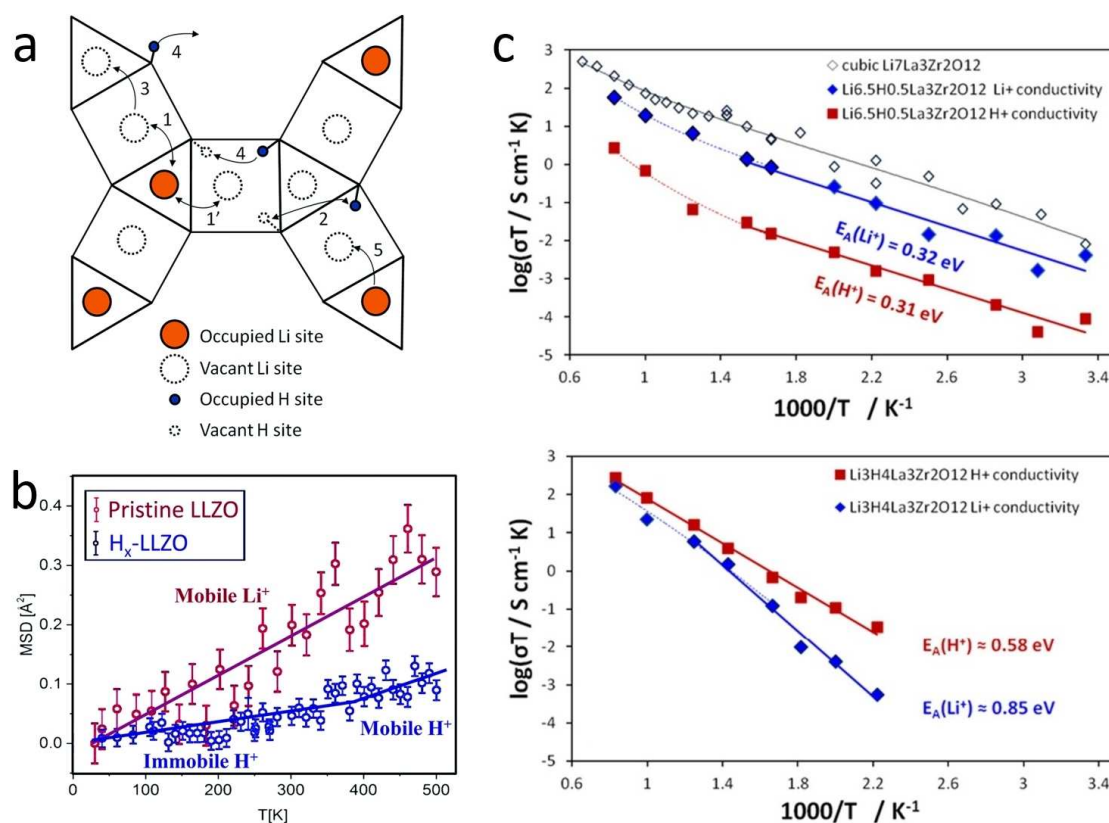 a
4
3
1
4
1'
2
5
Occupied Li site
Vacant Li site
Occupied H site
Vacant H site
b
Pristine LLZO
Hₓ-LLZO
Mobile Li⁺
Mobile H⁺
Immobile H⁺
MSD [Å²]
0.4
0.3
0.2
0.1
0.0
0 100 200 300 400 500
T[K]
c
cubic Li7La3Zr2O12
Li6.5H0.5La3Zr2O12 Li+ conductivity
Li6.5H0.5La3Zr2O12 H+ conductivity
E_A(Li⁺) = 0.32 eV
E_A(H⁺) = 0.31 eV
log(σT / S cm⁻¹ K)
3
2
1
0
-1
-2
-3
-4
-5
0.6 1 1.4 1.8 2.2 2.6 3 3.4
1000/T / K⁻¹
Li3H4La3Zr2O12 H+ conductivity
Li3H4La3Zr2O12 Li+ conductivity
E_A(H⁺) ≈ 0.58 eV
E_A(Li⁺) ≈ 0.85 eV
log(σT / S cm⁻¹ K)
3
2
1
0
-1
-2
-3
-4
-5
0.6 1 1.4 1.8 2.2 2.6 3 3.4
1000/T / K⁻¹